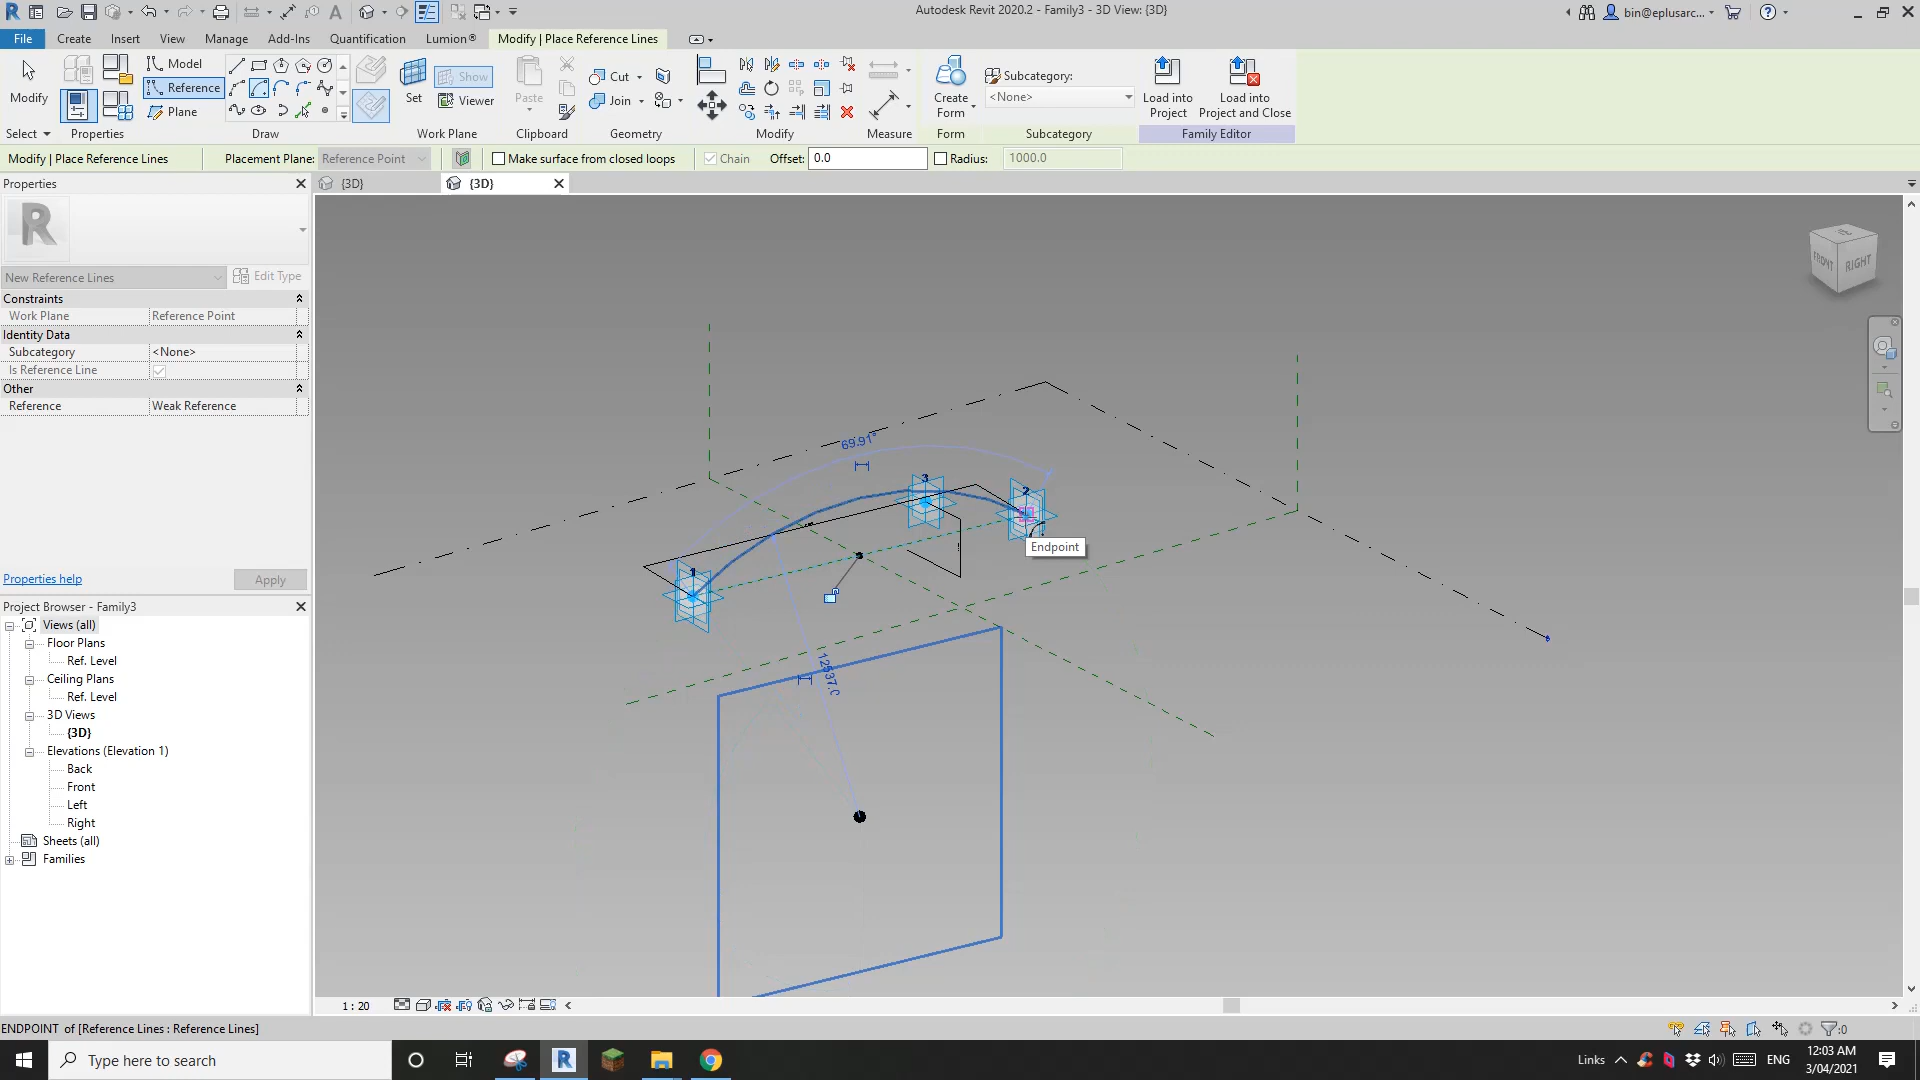 Autodesk Revit 2020.2 - Family3 - 3D View: {3D}
bin@eplusarc...
File
Create
Insert
View
Manage
Add-Ins
Quantification
Lumion®
Modify | Place Reference Lines
Modify
Model
Reference
Plane
Set
Show
Viewer
Paste
Cut
Join
Create
Form
Subcategory:
<None>
Load into
Project
Load into
Project and Close
Select
Properties
Draw
Work Plane
Clipboard
Geometry
Modify
Measure
Form
Subcategory
Family Editor
Modify | Place Reference Lines
Placement Plane:
Reference Point
Make surface from closed loops
Chain
Offset:
0.0
Radius:
1000.0
Properties
{3D}
{3D}
New Reference Lines
Edit Type
Constraints
Work Plane
Reference Point
Identity Data
Subcategory
<None>
Is Reference Line
Other
Reference
Weak Reference
Properties help
Apply
Project Browser - Family3
Views (all)
Floor Plans
Ref. Level
Ceiling Plans
Ref. Level
3D Views
{3D}
Elevations (Elevation 1)
Back
Front
Left
Right
Sheets (all)
Families
FRONT
RIGHT
69.91°
3
2
1
Endpoint
12537.0
1 : 20
ENDPOINT of [Reference Lines : Reference Lines]
:0
Type here to search
Links
ENG
12:03 AM
3/04/2021